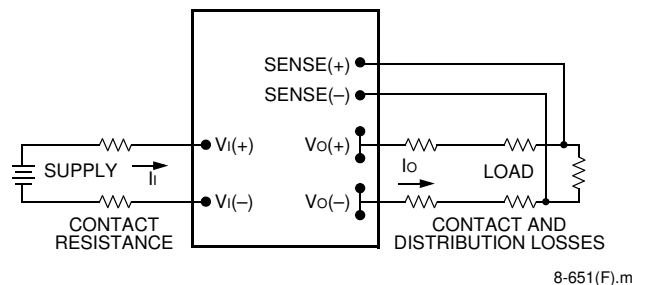 SENSE(+)
SENSE(–)
VI(+)
VO(+)
SUPPLY
II
IO
LOAD
VI(–)
VO(–)
CONTACT
RESISTANCE
CONTACT AND
DISTRIBUTION LOSSES
8-651(F).m